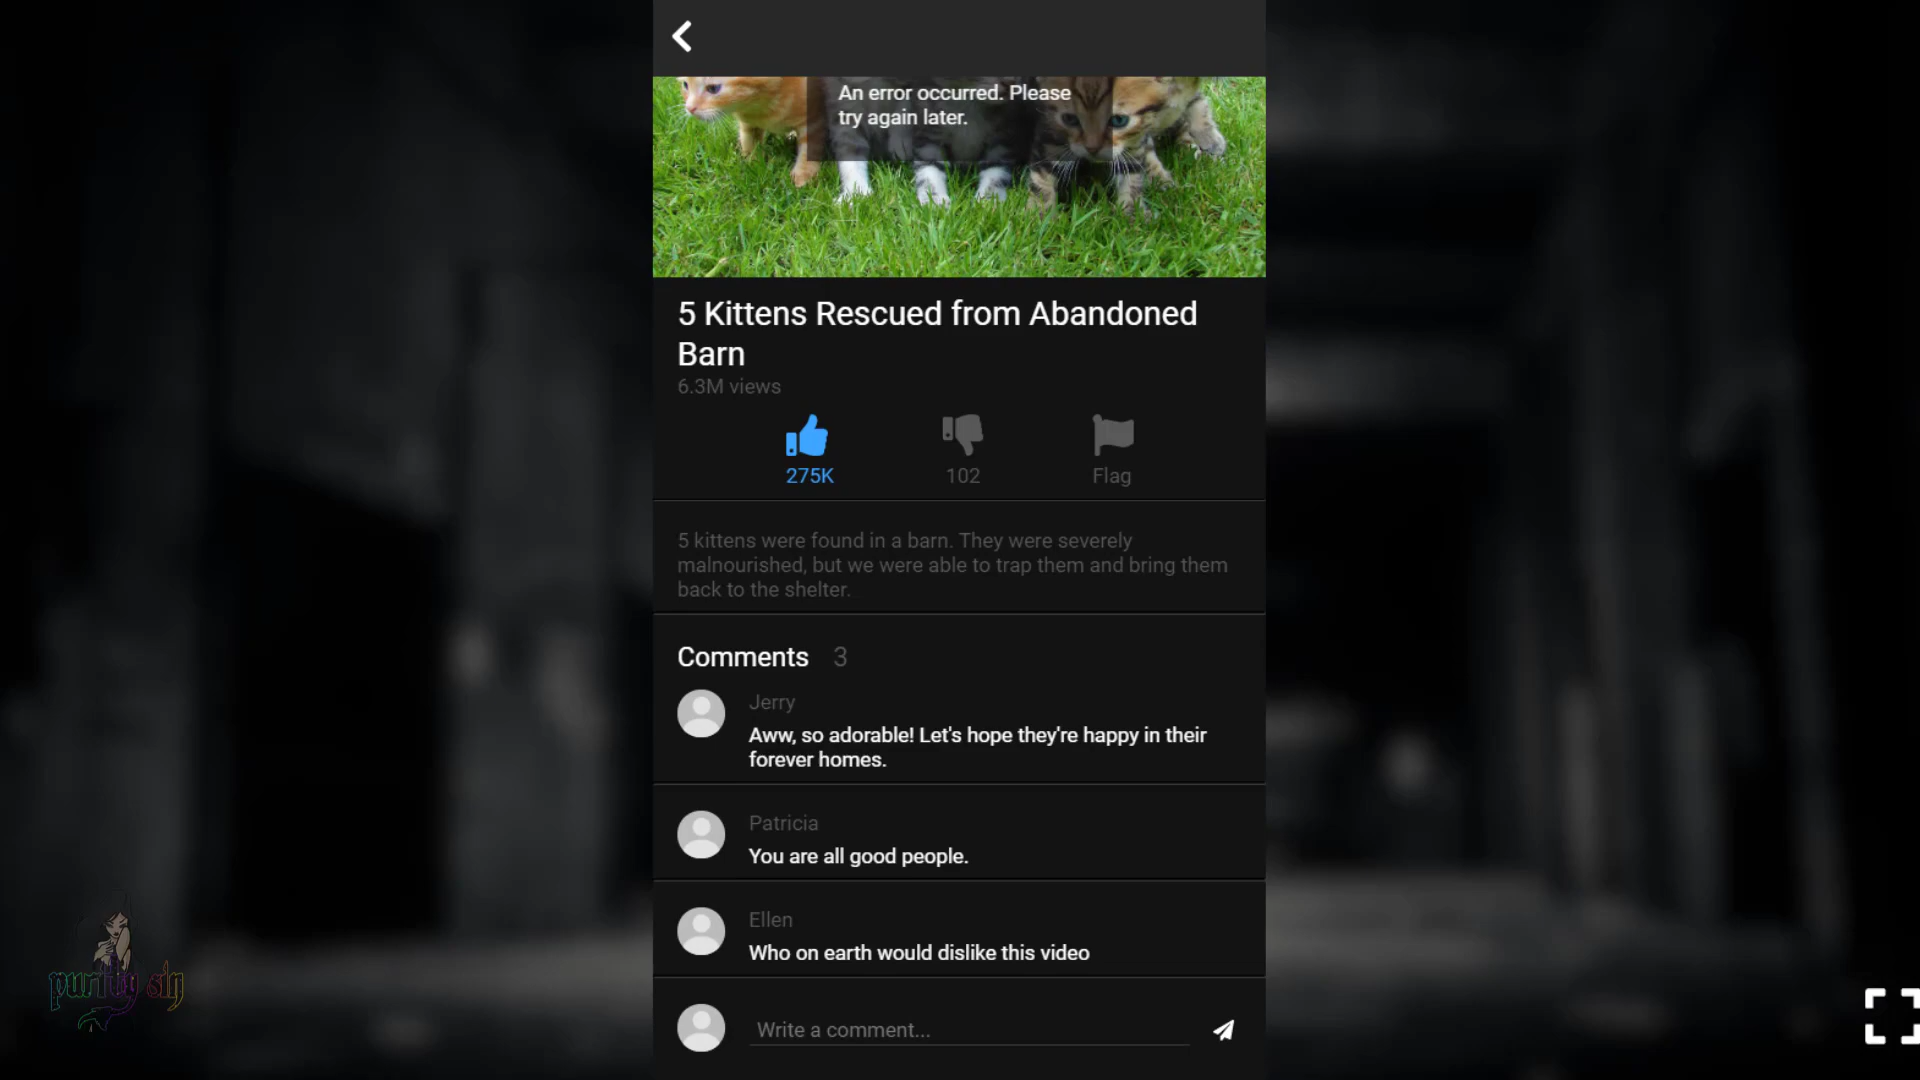 An error occurred. Please
try again later.
5 Kittens Rescued from Abandoned
Barn
6.3M views
275K
102
Flag
5 kittens were found in a barn. They were severely
malnourished, but we were able to trap them and bring them
back to the shelter.
Comments 3
Jerry
Aww, so adorable! Let's hope they're happy in their
forever homes.
Patricia
You are all good people.
Ellen
Who on earth would dislike this video
Write a comment...